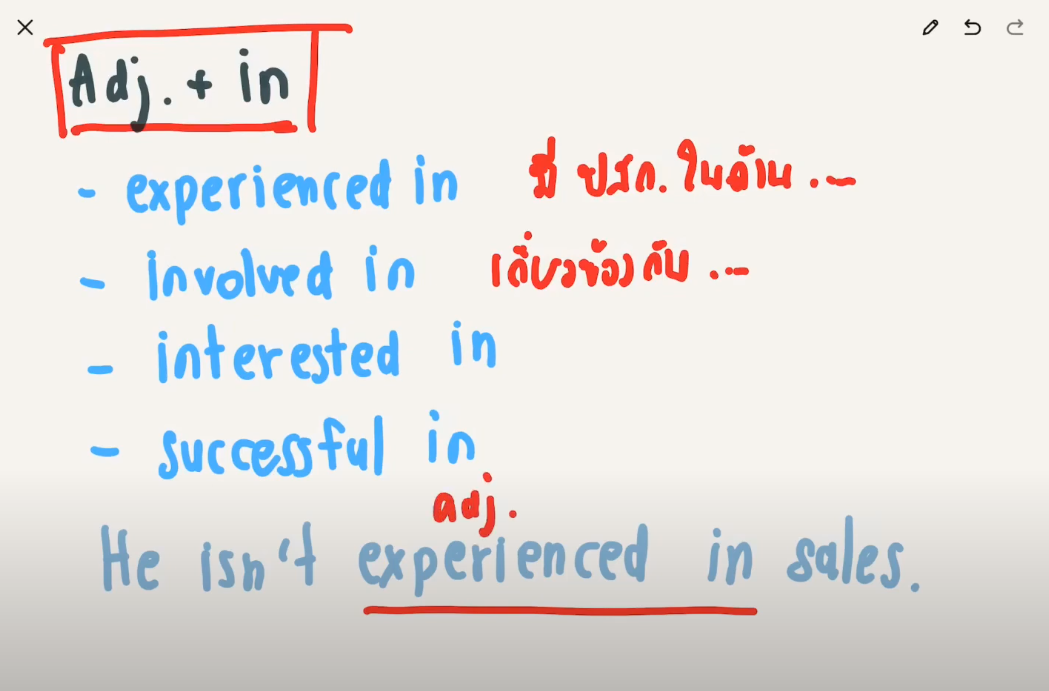 Adj. + in
- experienced in มี ปสก. ในด้าน ...
- involved in เกี่ยวข้อง กับ ...
- interested in
- successful in
adj.
He isn't experienced in sales.